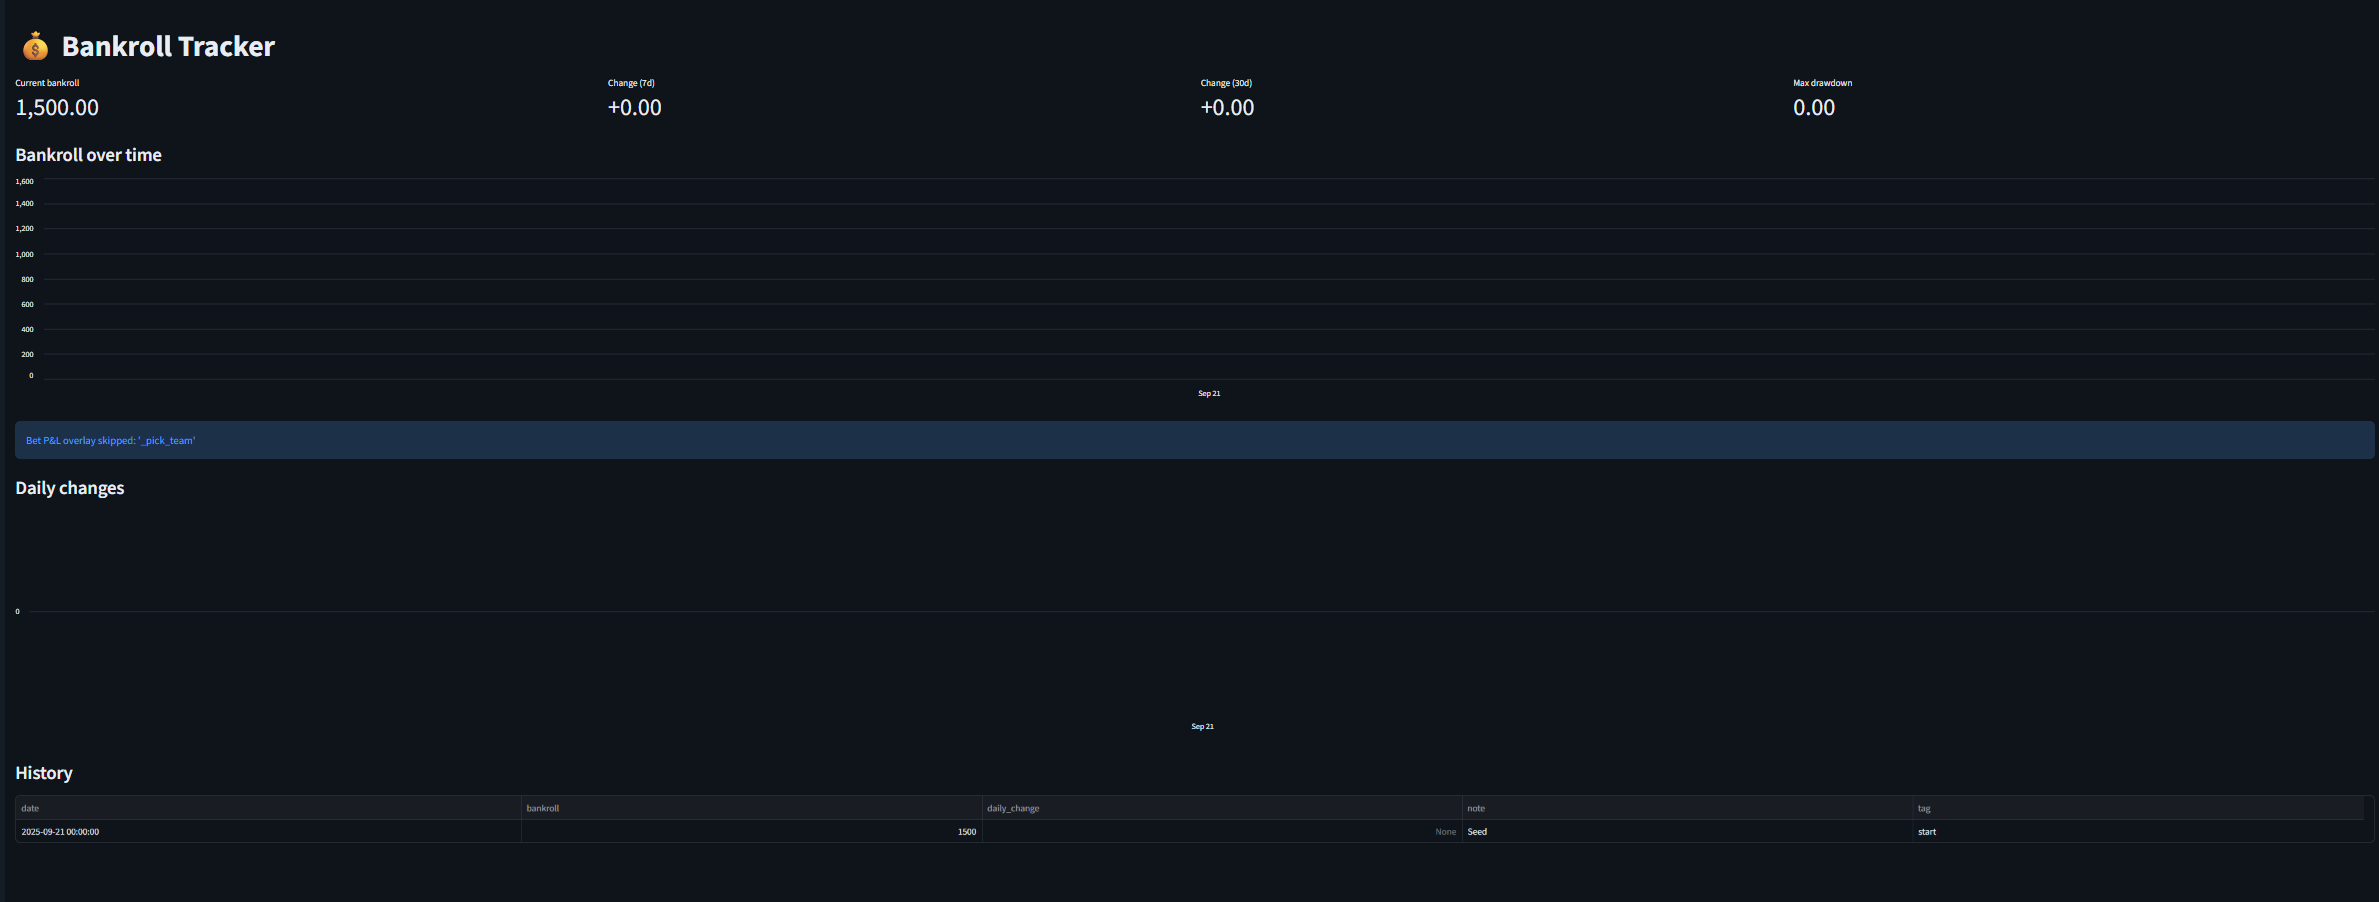 Bankroll Tracker
Current bankroll Change (7d) Change (30d) Max drawdown
1,500.00 +0.00 +0.00 0.00
Bankroll over time
1,600
1,400
1,200
1,000
800
600
400
200
0
Sep 21
Bet P&L overlay skipped: '_pick_team'
Daily changes
0
Sep 21
History
date bankroll daily_change note tag
2025-09-21 00:00:00 1500 None Seed start